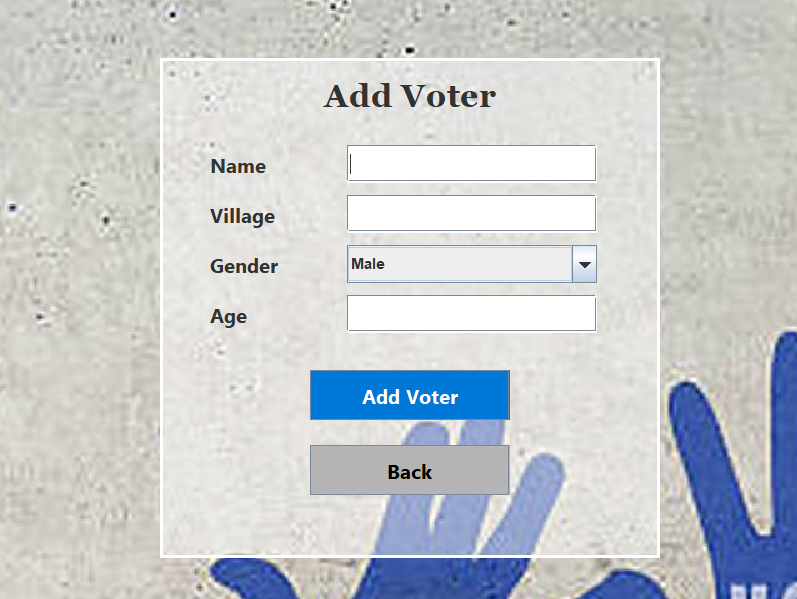 Add Voter
Name
Village
Gender
Male
Age
Add Voter
Back